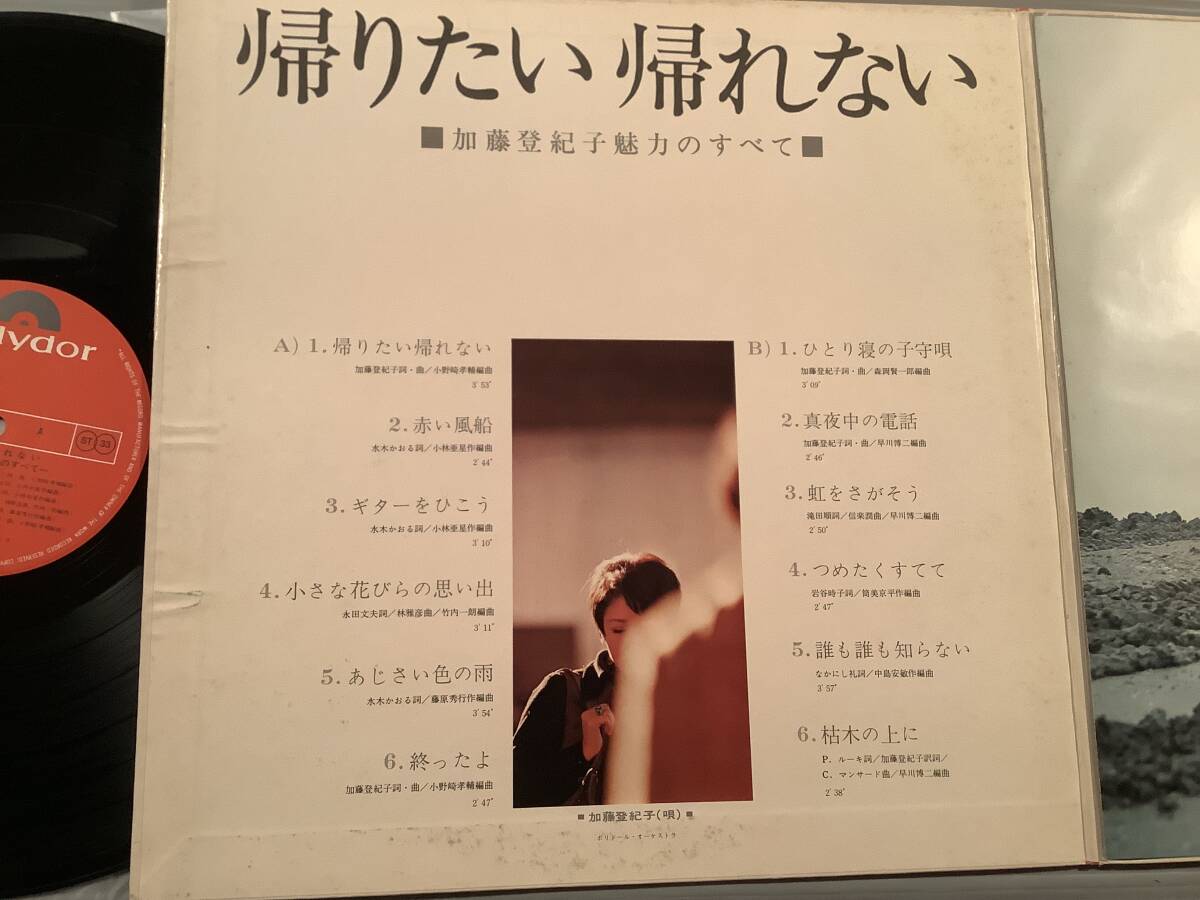 帰りたい 帰れない
■加藤登紀子魅力のすべて■
A) 1.帰りたい帰れない
加藤登紀子詞・曲／小野崎孝輔編曲
3′53″
2.赤い風船
水木かおる詞／小林亜星作編曲
2′44″
3.ギターをひこう
水木かおる詞／小林亜星作編曲
3′10″
4.小さな花びらの思い出
永田文夫詞／林雅彦曲／竹内一朗編曲
3′11″
5.あじさい色の雨
水木かおる詞／藤原秀行作編曲
3′54″
6.終ったよ
加藤登紀子詞・曲／小野崎孝輔編曲
2′47″
B) 1.ひとり寝の子守唄
加藤登紀子詞・曲／森岡賢一郎編曲
3′09″
2.真夜中の電話
加藤登紀子詞・曲／早川博二編曲
2′46″
3.虹をさがそう
滝田順詞／信楽潤曲／早川博二編曲
2′50″
4.つめたくすてて
岩谷時子詞／筒美京平作編曲
2′47″
5.誰も誰も知らない
なかにし礼詞／中島安敏作編曲
3′57″
6.枯木の上に
P. ルーキ詞／加藤登紀子訳詞／
C. マンサード曲／早川博二編曲
2′38″
■加藤登紀子(唄)■
ポリドール・オーケストラ
lydor
A
ST 33
れない
のすべて